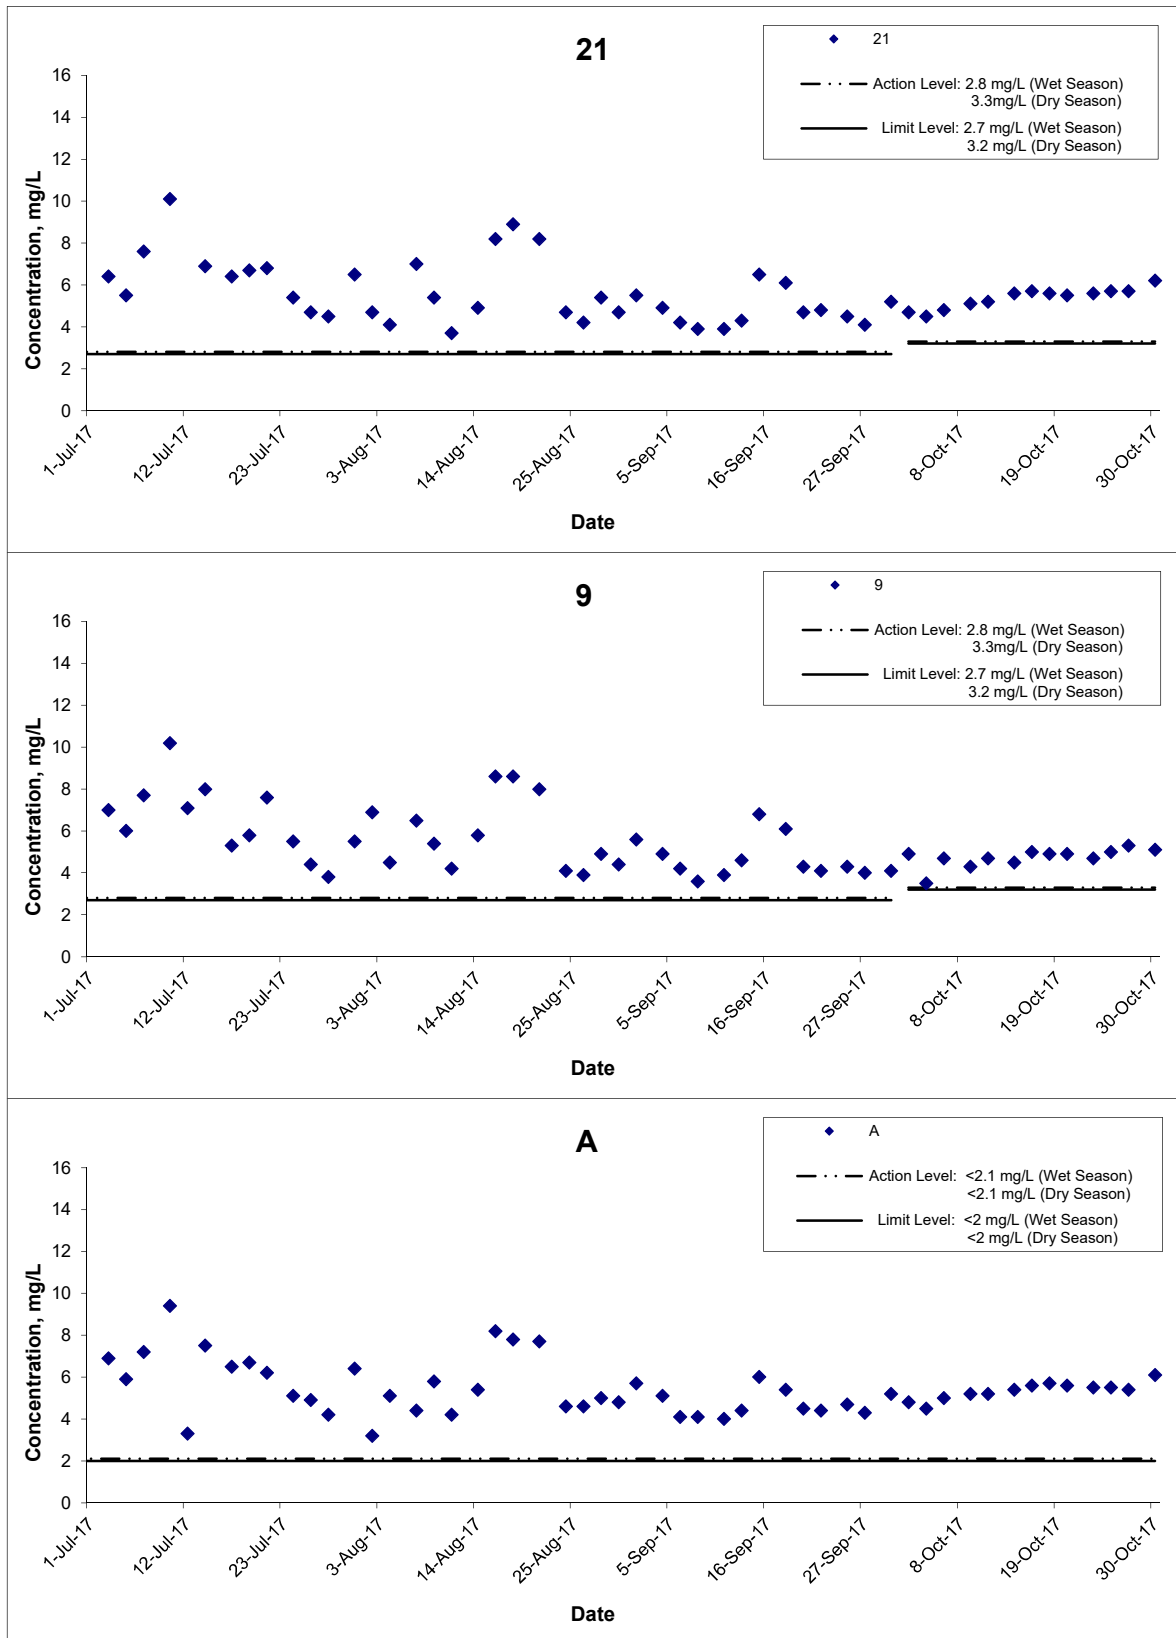 21
21
Action Level: 2.8 mg/L (Wet Season)
3.3mg/L (Dry Season)
Limit Level: 2.7 mg/L (Wet Season)
3.2 mg/L (Dry Season)
Concentration, mg/L
16
14
12
10
8
6
4
2
0
1-Jul-17
12-Jul-17
23-Jul-17
3-Aug-17
14-Aug-17
25-Aug-17
5-Sep-17
16-Sep-17
27-Sep-17
8-Oct-17
19-Oct-17
30-Oct-17
Date
9
9
Action Level: 2.8 mg/L (Wet Season)
3.3mg/L (Dry Season)
Limit Level: 2.7 mg/L (Wet Season)
3.2 mg/L (Dry Season)
Concentration, mg/L
16
14
12
10
8
6
4
2
0
1-Jul-17
12-Jul-17
23-Jul-17
3-Aug-17
14-Aug-17
25-Aug-17
5-Sep-17
16-Sep-17
27-Sep-17
8-Oct-17
19-Oct-17
30-Oct-17
Date
A
A
Action Level: <2.1 mg/L (Wet Season)
<2.1 mg/L (Dry Season)
Limit Level: <2 mg/L (Wet Season)
<2 mg/L (Dry Season)
Concentration, mg/L
16
14
12
10
8
6
4
2
0
1-Jul-17
12-Jul-17
23-Jul-17
3-Aug-17
14-Aug-17
25-Aug-17
5-Sep-17
16-Sep-17
27-Sep-17
8-Oct-17
19-Oct-17
30-Oct-17
Date